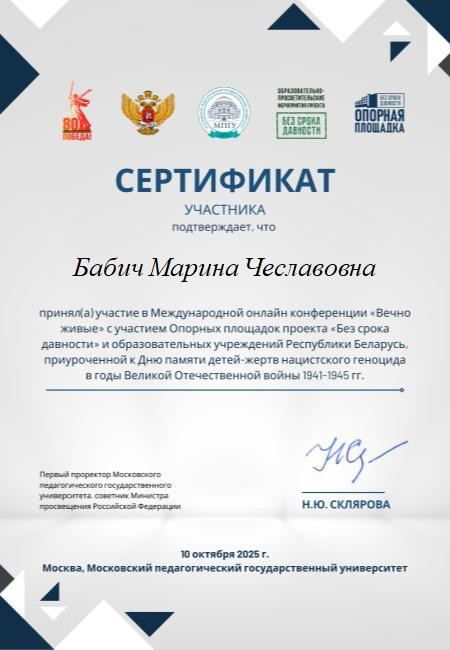 80
ПОБЕДА!
МПГУ
ОБРАЗОВАТЕЛЬНО-
ПРОСВЕТИТЕЛЬСКИЕ
МЕРОПРИЯТИЯ ПРОЕКТА
БЕЗ СРОКА
ДАВНОСТИ
БЕЗ СРОКА
ДАВНОСТИ
ОПОРНАЯ
ПЛОЩАДКА
СЕРТИФИКАТ
УЧАСТНИКА
подтверждает, что
Бабич Марина Чеславовна
принял(а) участие в Международной онлайн конференции «Вечно
живые» с участием Опорных площадок проекта «Без срока
давности» и образовательных учреждений Республики Беларусь,
приуроченной к Дню памяти детей-жертв нацистского геноцида
в годы Великой Отечественной войны 1941-1945 гг.
Первый проректор Московского
педагогического государственного
университета, советник Министра
просвещения Российской Федерации
Н.Ю. СКЛЯРОВА
10 октября 2025 г.
Москва, Московский педагогический государственный университет